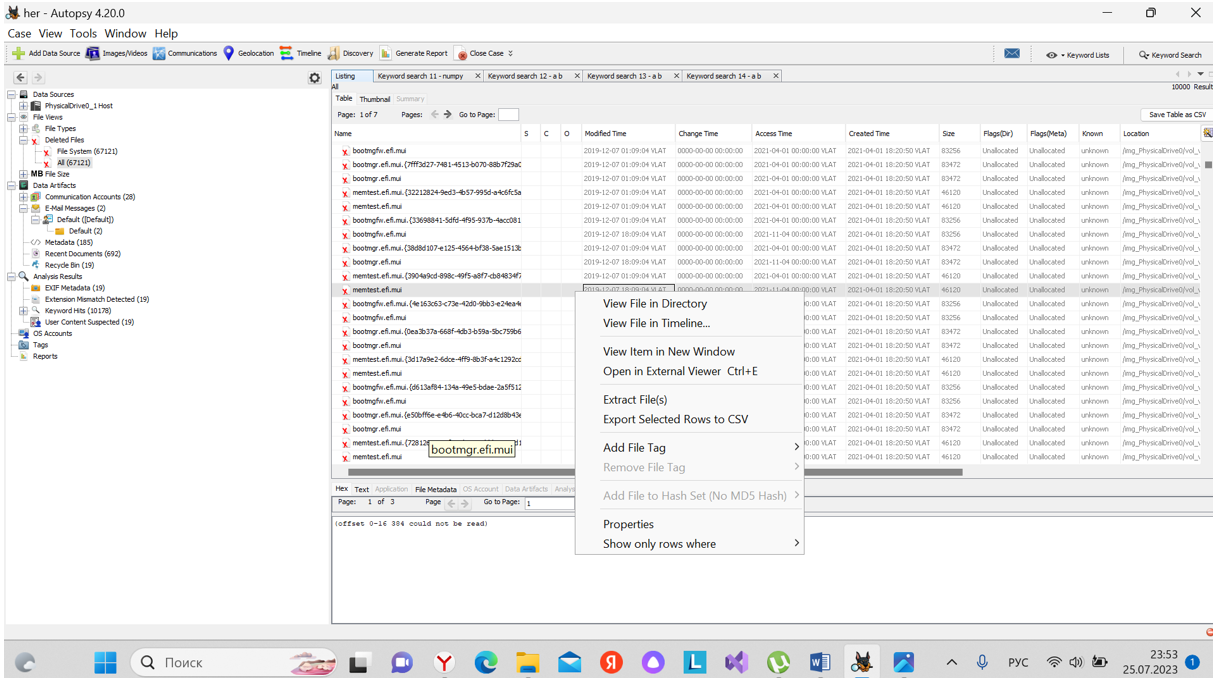 her - Autopsy 4.20.0
Case View Tools Window Help
Add Data Source Images/Videos Communications Geolocation Timeline Discovery Generate Report Close Case Keyword Lists Keyword Search
Listing Keyword search 11 - numpy Keyword search 12 - a b Keyword search 13 - a b Keyword search 14 - a b
All
10000 Result
Table Thumbnail Summary
Page: 1 of 7 Pages: Go to Page: Save Table as CSV
Name S C O Modified Time Change Time Access Time Created Time Size Flags(Dir) Flags(Meta) Known Location
Data Sources
PhysicalDrive0_1 Host
File Views
File Types
Deleted Files
File System (67121)
All (67121)
MB File Size
Data Artifacts
Communication Accounts (28)
E-Mail Messages (2)
Default ([Default])
Default (2)
Metadata (185)
Recent Documents (692)
Recycle Bin (19)
Analysis Results
EXIF Metadata (19)
Extension Mismatch Detected (19)
Keyword Hits (10178)
User Content Suspected (19)
OS Accounts
Tags
Reports
bootmgfw.efi.mui 2019-12-07 01:09:04 VLAT 0000-00-00 00:00:00 2021-04-01 00:00:00 VLAT 2021-04-01 18:20:50 VLAT 83256 Unallocated Unallocated unknown /img_PhysicalDrive0/vol_v
bootmgr.efi.mui.{7fff3d27-7481-4513-b070-88b7f29a0 2019-12-07 01:09:04 VLAT 0000-00-00 00:00:00 2021-04-01 00:00:00 VLAT 2021-04-01 18:20:50 VLAT 83472 Unallocated Unallocated unknown /img_PhysicalDrive0/vol_v
bootmgr.efi.mui 2019-12-07 01:09:04 VLAT 0000-00-00 00:00:00 2021-04-01 00:00:00 VLAT 2021-04-01 18:20:50 VLAT 83472 Unallocated Unallocated unknown /img_PhysicalDrive0/vol_v
memtest.efi.mui.{32212824-9ed3-4b57-995d-a4c6fc5a 2019-12-07 01:09:04 VLAT 0000-00-00 00:00:00 2021-04-01 00:00:00 VLAT 2021-04-01 18:20:50 VLAT 46120 Unallocated Unallocated unknown /img_PhysicalDrive0/vol_v
memtest.efi.mui 2019-12-07 01:09:04 VLAT 0000-00-00 00:00:00 2021-04-01 00:00:00 VLAT 2021-04-01 18:20:50 VLAT 46120 Unallocated Unallocated unknown /img_PhysicalDrive0/vol_v
bootmgfw.efi.mui.{33698841-5dfd-4f95-937b-4acc081 2019-12-07 01:09:04 VLAT 0000-00-00 00:00:00 2021-04-01 00:00:00 VLAT 2021-04-01 18:20:50 VLAT 83256 Unallocated Unallocated unknown /img_PhysicalDrive0/vol_v
bootmgfw.efi.mui 2019-12-07 18:09:04 VLAT 0000-00-00 00:00:00 2021-11-04 00:00:00 VLAT 2021-04-01 18:20:50 VLAT 83256 Unallocated Unallocated unknown /img_PhysicalDrive0/vol_v
bootmgr.efi.mui.{38d8d107-e125-4564-bf38-5ae1513b 2019-12-07 01:09:04 VLAT 0000-00-00 00:00:00 2021-04-01 00:00:00 VLAT 2021-04-01 18:20:50 VLAT 83472 Unallocated Unallocated unknown /img_PhysicalDrive0/vol_v
bootmgr.efi.mui 2019-12-07 18:09:04 VLAT 0000-00-00 00:00:00 2021-11-04 00:00:00 VLAT 2021-04-01 18:20:50 VLAT 83472 Unallocated Unallocated unknown /img_PhysicalDrive0/vol_v
memtest.efi.mui.{3904a9cd-898c-49f5-a8f7-cb84834f7 2019-12-07 01:09:04 VLAT 0000-00-00 00:00:00 2021-04-01 00:00:00 VLAT 2021-04-01 18:20:50 VLAT 46120 Unallocated Unallocated unknown /img_PhysicalDrive0/vol_v
memtest.efi.mui 2019-12-07 18:09:04 VLAT 0000-00-00 00:00:00 2021-11-04 00:00:00 VLAT 2021-04-01 18:20:50 VLAT 46120 Unallocated Unallocated unknown /img_PhysicalDrive0/vol_v
bootmgfw.efi.mui.{4e163c63-c73e-42d0-9bb3-e24ea4e 00:00 VLAT 2021-04-01 18:20:50 VLAT 83256 Unallocated Unallocated unknown /img_PhysicalDrive0/vol_v
bootmgfw.efi.mui 00:00 VLAT 2021-04-01 18:20:50 VLAT 83256 Unallocated Unallocated unknown /img_PhysicalDrive0/vol_v
bootmgr.efi.mui.{0ea3b37a-668f-4db3-b59a-5bc759b6 00:00 VLAT 2021-04-01 18:20:50 VLAT 83472 Unallocated Unallocated unknown /img_PhysicalDrive0/vol_v
bootmgr.efi.mui 00:00 VLAT 2021-04-01 18:20:50 VLAT 83472 Unallocated Unallocated unknown /img_PhysicalDrive0/vol_v
memtest.efi.mui.{3d17a9e2-6dce-4ff9-8b3f-a4c1292cc 00:00 VLAT 2021-04-01 18:20:50 VLAT 46120 Unallocated Unallocated unknown /img_PhysicalDrive0/vol_v
memtest.efi.mui 00:00 VLAT 2021-04-01 18:20:50 VLAT 46120 Unallocated Unallocated unknown /img_PhysicalDrive0/vol_v
bootmgfw.efi.mui.{d613af84-134a-49e5-bdae-2a5f512 00:00 VLAT 2021-04-01 18:20:50 VLAT 83256 Unallocated Unallocated unknown /img_PhysicalDrive0/vol_v
bootmgfw.efi.mui 00:00 VLAT 2021-04-01 18:20:50 VLAT 83256 Unallocated Unallocated unknown /img_PhysicalDrive0/vol_v
bootmgr.efi.mui.{e50bff6e-e4b6-40cc-bca7-d12d8b43e 00:00 VLAT 2021-04-01 18:20:50 VLAT 83472 Unallocated Unallocated unknown /img_PhysicalDrive0/vol_v
bootmgr.efi.mui 00:00 VLAT 2021-04-01 18:20:50 VLAT 83472 Unallocated Unallocated unknown /img_PhysicalDrive0/vol_v
memtest.efi.mui.{72812 00:00 VLAT 2021-04-01 18:20:50 VLAT 46120 Unallocated Unallocated unknown /img_PhysicalDrive0/vol_v
memtest.efi.mui 00:00 VLAT 2021-04-01 18:20:50 VLAT 46120 Unallocated Unallocated unknown /img_PhysicalDrive0/vol_v
bootmgr.efi.mui
View File in Directory
View File in Timeline...
View Item in New Window
Open in External Viewer Ctrl+E
Extract File(s)
Export Selected Rows to CSV
Add File Tag
Remove File Tag
Add File to Hash Set (No MD5 Hash)
Properties
Show only rows where
Hex Text Application File Metadata OS Account Data Artifacts Analys
Page: 1 of 3 Page Go to Page: 1
(offset 0-16 384 could not be read)
Поиск
РУС
23:53
25.07.2023
1